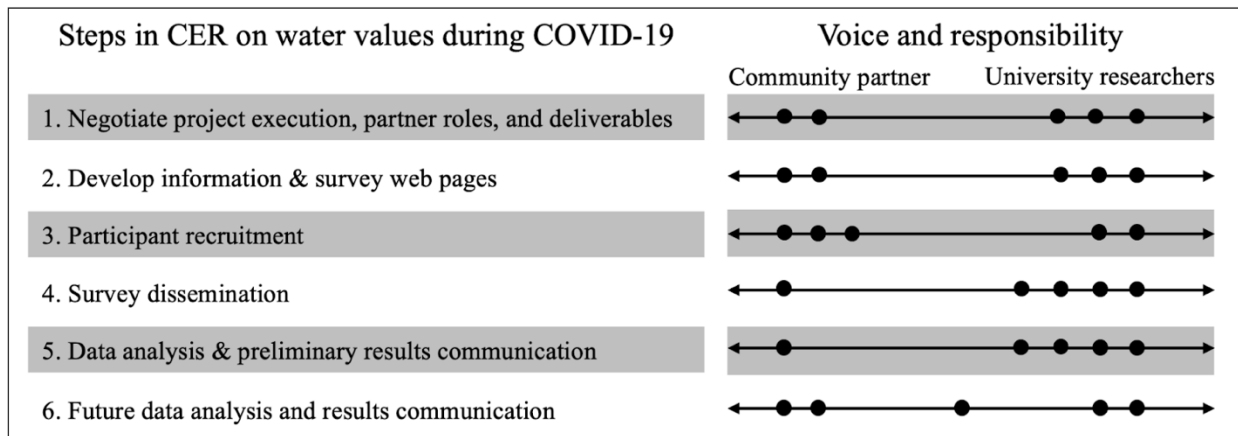 Steps in CER on water values during COVID-19
Voice and responsibility
Community partner
University researchers
1. Negotiate project execution, partner roles, and deliverables
2. Develop information & survey web pages
3. Participant recruitment
4. Survey dissemination
5. Data analysis & preliminary results communication
6. Future data analysis and results communication